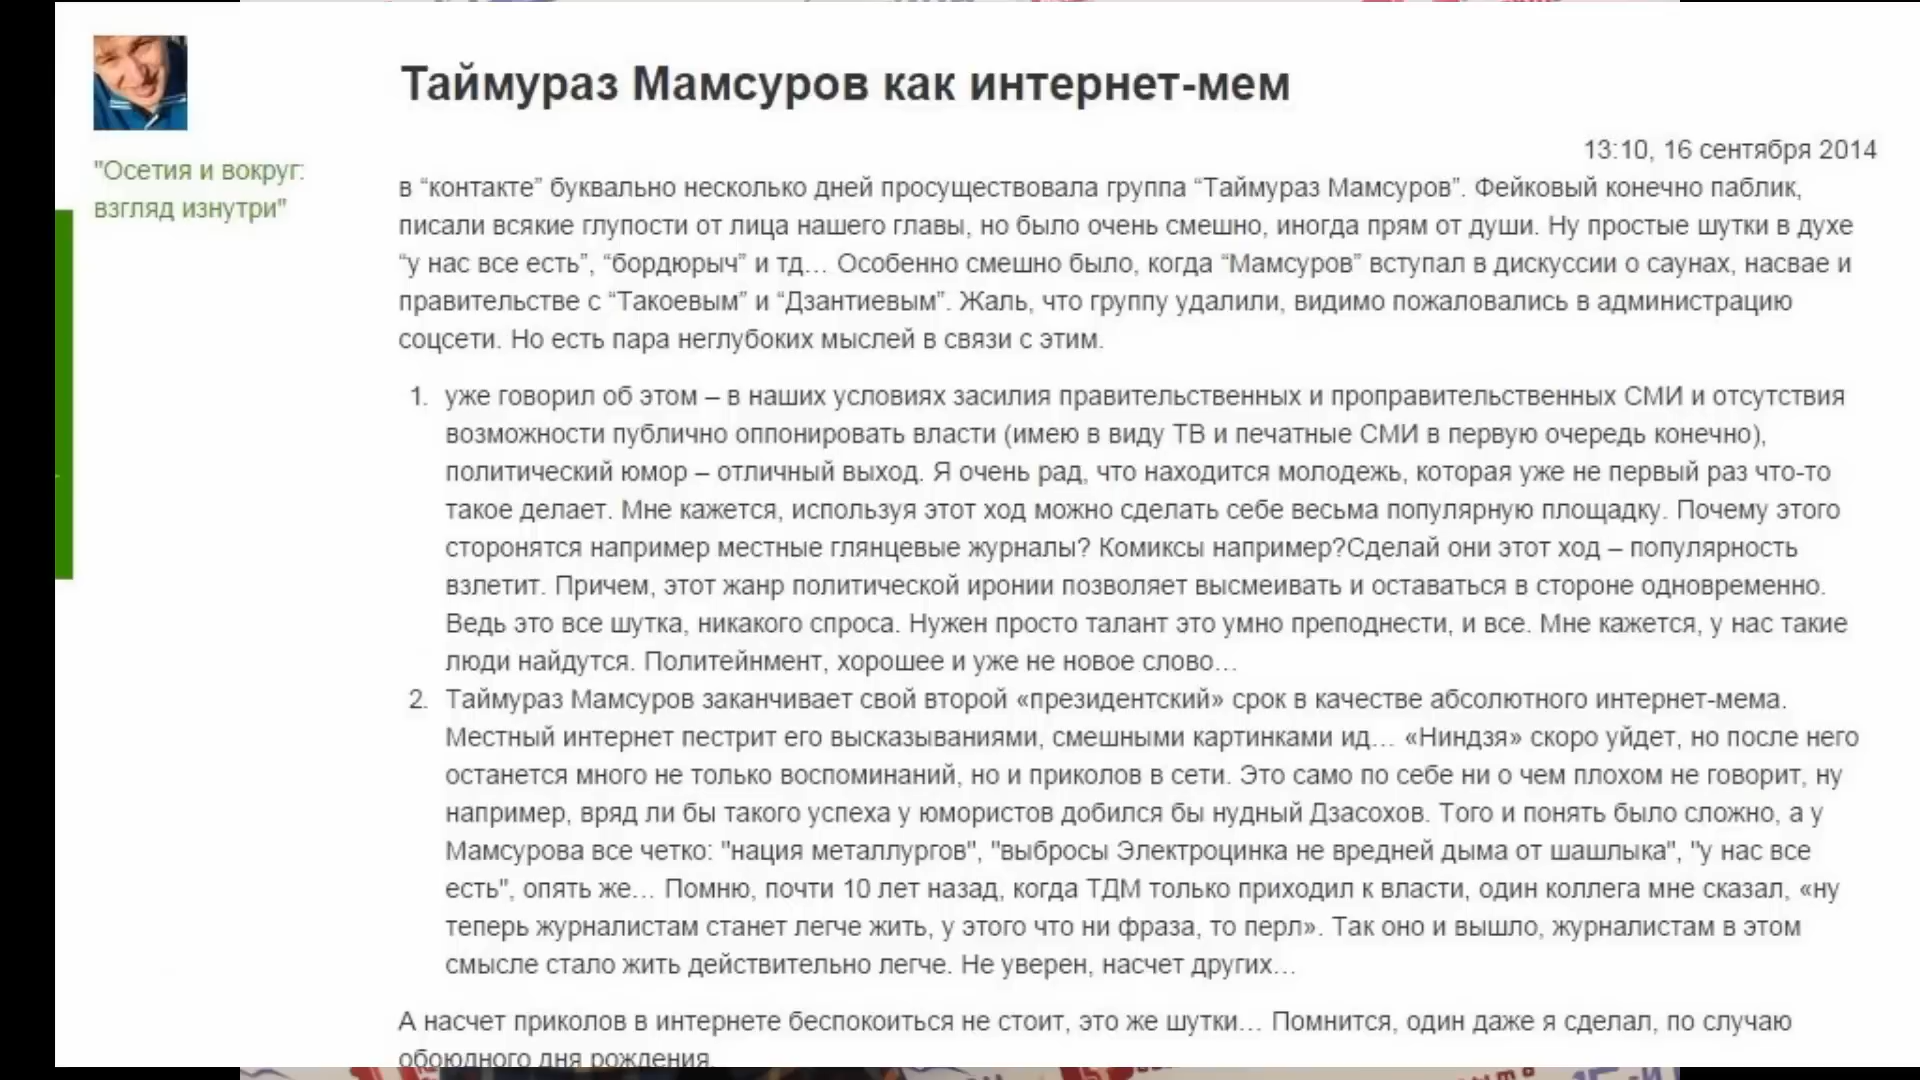 Таймураз Мамсуров как интернет-мем
13:10, 16 сентября 2014
"Осетия и вокруг:
взгляд изнутри"
в “контакте” буквально несколько дней просуществовала группа “Таймураз Мамсуров”. Фейковый конечно паблик,
писали всякие глупости от лица нашего главы, но было очень смешно, иногда прям от души. Ну простые шутки в духе
“у нас все есть”, “бордюрыч” и тд… Особенно смешно было, когда “Мамсуров” вступал в дискуссии о саунах, насвае и
правительстве с “Такоевым” и “Дзантиевым”. Жаль, что группу удалили, видимо пожаловались в администрацию
соцсети. Но есть пара неглубоких мыслей в связи с этим.
1. уже говорил об этом – в наших условиях засилия правительственных и проправительственных СМИ и отсутствия
возможности публично оппонировать власти (имею в виду ТВ и печатные СМИ в первую очередь конечно),
политический юмор – отличный выход. Я очень рад, что находится молодежь, которая уже не первый раз что-то
такое делает. Мне кажется, используя этот ход можно сделать себе весьма популярную площадку. Почему этого
сторонятся например местные глянцевые журналы? Комиксы например?Сделай они этот ход – популярность
взлетит. Причем, этот жанр политической иронии позволяет высмеивать и оставаться в стороне одновременно.
Ведь это все шутка, никакого спроса. Нужен просто талант это умно преподнести, и все. Мне кажется, у нас такие
люди найдутся. Политейнмент, хорошее и уже не новое слово…
2. Таймураз Мамсуров заканчивает свой второй «президентский» срок в качестве абсолютного интернет-мема.
Местный интернет пестрит его высказываниями, смешными картинками ид… «Ниндзя» скоро уйдет, но после него
останется много не только воспоминаний, но и приколов в сети. Это само по себе ни о чем плохом не говорит, ну
например, вряд ли бы такого успеха у юмористов добился бы нудный Дзасохов. Того и понять было сложно, а у
Мамсурова все четко: "нация металлургов", "выбросы Электроцинка не вредней дыма от шашлыка", "у нас все
есть", опять же… Помню, почти 10 лет назад, когда ТДМ только приходил к власти, один коллега мне сказал, «ну
теперь журналистам станет легче жить, у этого что ни фраза, то перл». Так оно и вышло, журналистам в этом
смысле стало жить действительно легче. Не уверен, насчет других…
А насчет приколов в интернете беспокоиться не стоит, это же шутки… Помнится, один даже я сделал, по случаю
обоюдного дня рождения.